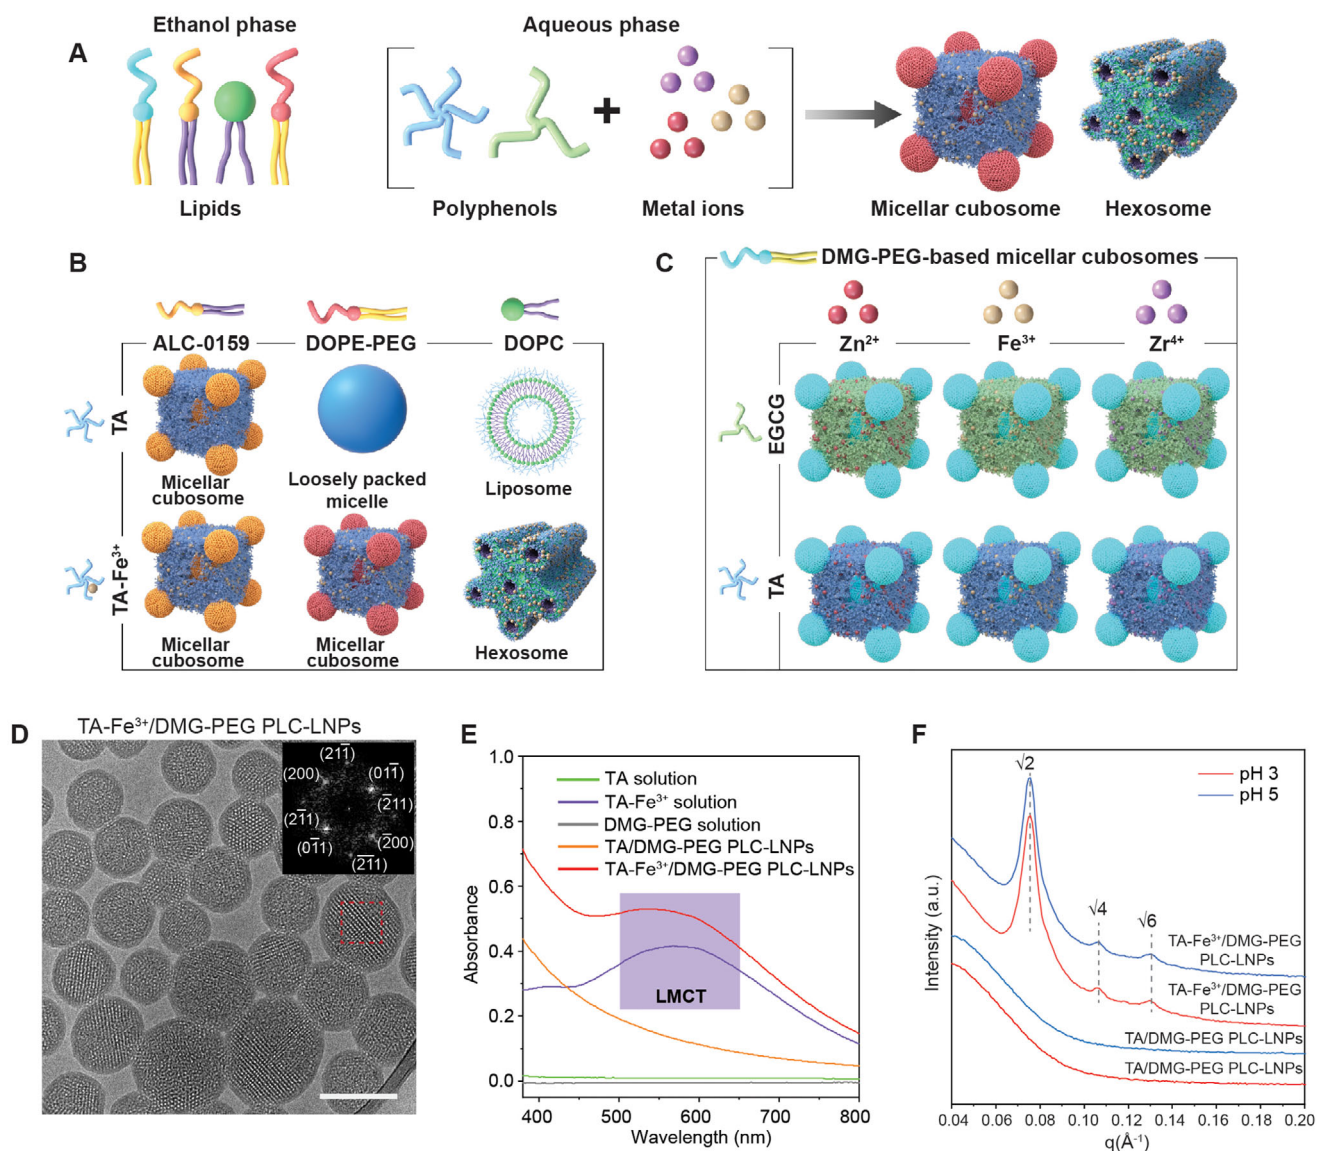 A
Ethanol phase
Aqueous phase
+
Lipids
Polyphenols
Metal ions
Micellar cubosome
Hexosome
B
ALC-0159
DOPE-PEG
DOPC
TA
Micellar
cubosome
Loosely packed
micelle
Liposome
TA-Fe³⁺
Micellar
cubosome
Micellar
cubosome
Hexosome
C
DMG-PEG-based micellar cubosomes
Zn²⁺
Fe³⁺
Zr⁴⁺
EGCG
TA
D
TA-Fe³⁺/DMG-PEG PLC-LNPs
(211̅)
(200)
(011̅)
(2̅11)
(21̅1)
(01̅1)
(2̅00)
(2̅1̅1)
E
1.0
0.8
0.6
0.4
0.2
0.0
Absorbance
TA solution
TA-Fe³⁺ solution
DMG-PEG solution
TA/DMG-PEG PLC-LNPs
TA-Fe³⁺/DMG-PEG PLC-LNPs
LMCT
400
500
600
700
800
Wavelength (nm)
F
Intensity (a.u.)
√2
√4
√6
pH 3
pH 5
TA-Fe³⁺/DMG-PEG
PLC-LNPs
TA-Fe³⁺/DMG-PEG
PLC-LNPs
TA/DMG-PEG PLC-LNPs
TA/DMG-PEG PLC-LNPs
0.04
0.06
0.08
0.10
0.12
0.14
0.16
0.18
0.20
q(Å⁻¹)